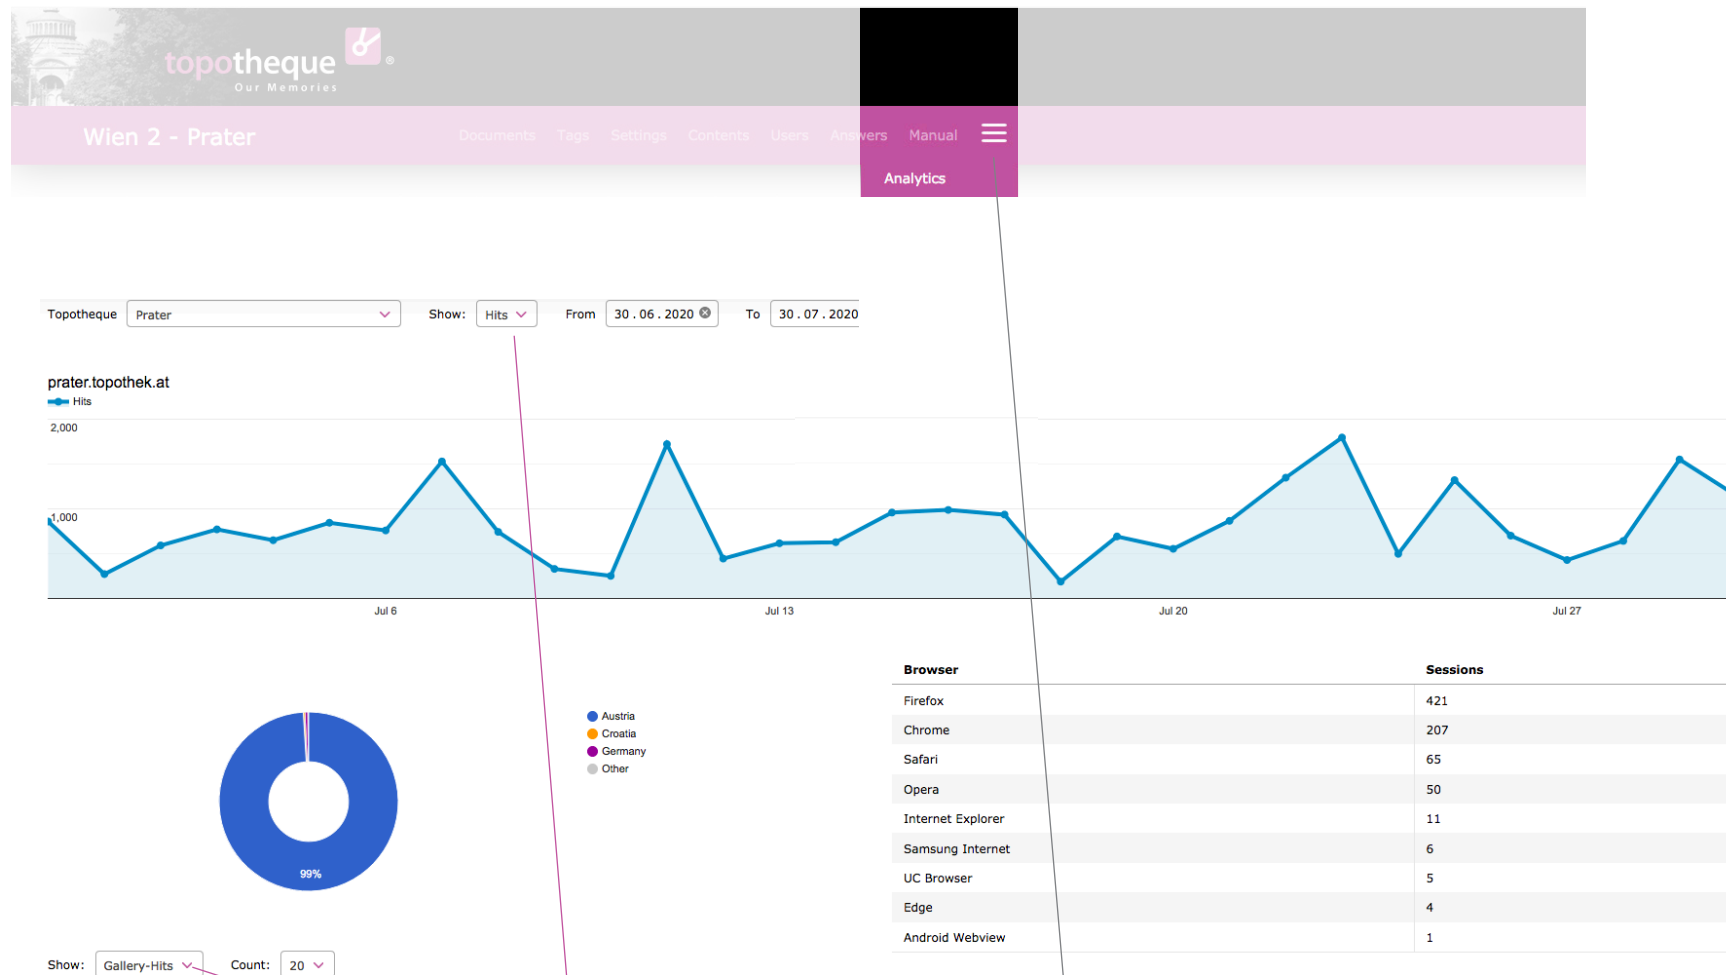 topotheque ®
Our Memories
Wien 2 - Prater Documents Tags Settings Contents Users Answers Manual
Analytics
Topotheque Prater Show: Hits From 30.06.2020 To 30.07.2020
prater.topothek.at
Hits
2,000
1,000
Jul 6 Jul 13 Jul 20 Jul 27
Browser Sessions
Firefox 421
Chrome 207
Safari 65
Opera 50
Internet Explorer 11
Samsung Internet 6
UC Browser 5
Edge 4
Android Webview 1
Austria
Croatia
Germany
Other
99%
Show: Gallery-Hits Count: 20